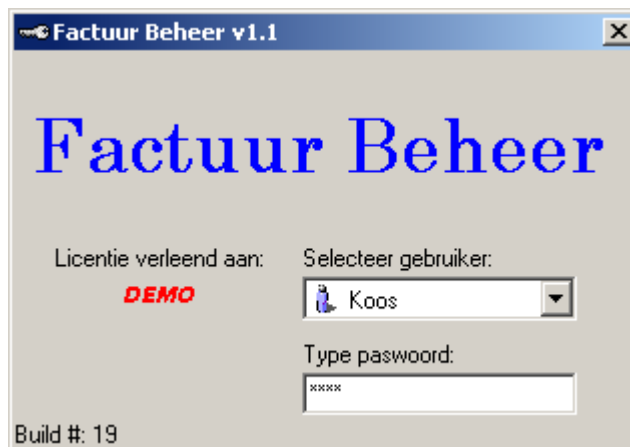 Factuur Beheer v1.1
Factuur Beheer
Licentie verleend aan:
DEMO
Selecteer gebruiker:
Koos
Type paswoord:
****
Build #: 19